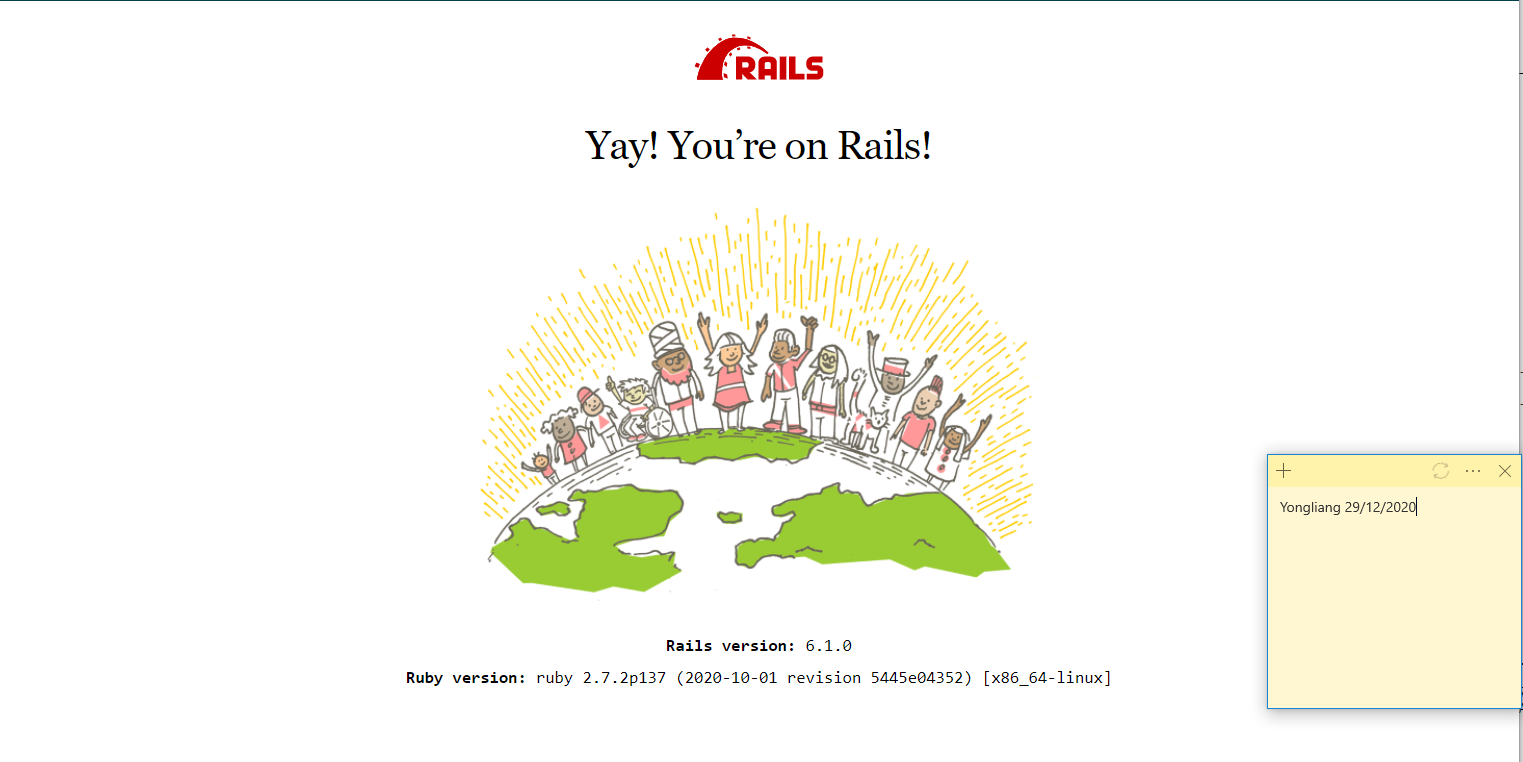 RAILS
Yay! You’re on Rails!
Yongliang 29/12/2020
Rails version: 6.1.0
Ruby version: ruby 2.7.2p137 (2020-10-01 revision 5445e04352) [x86_64-linux]